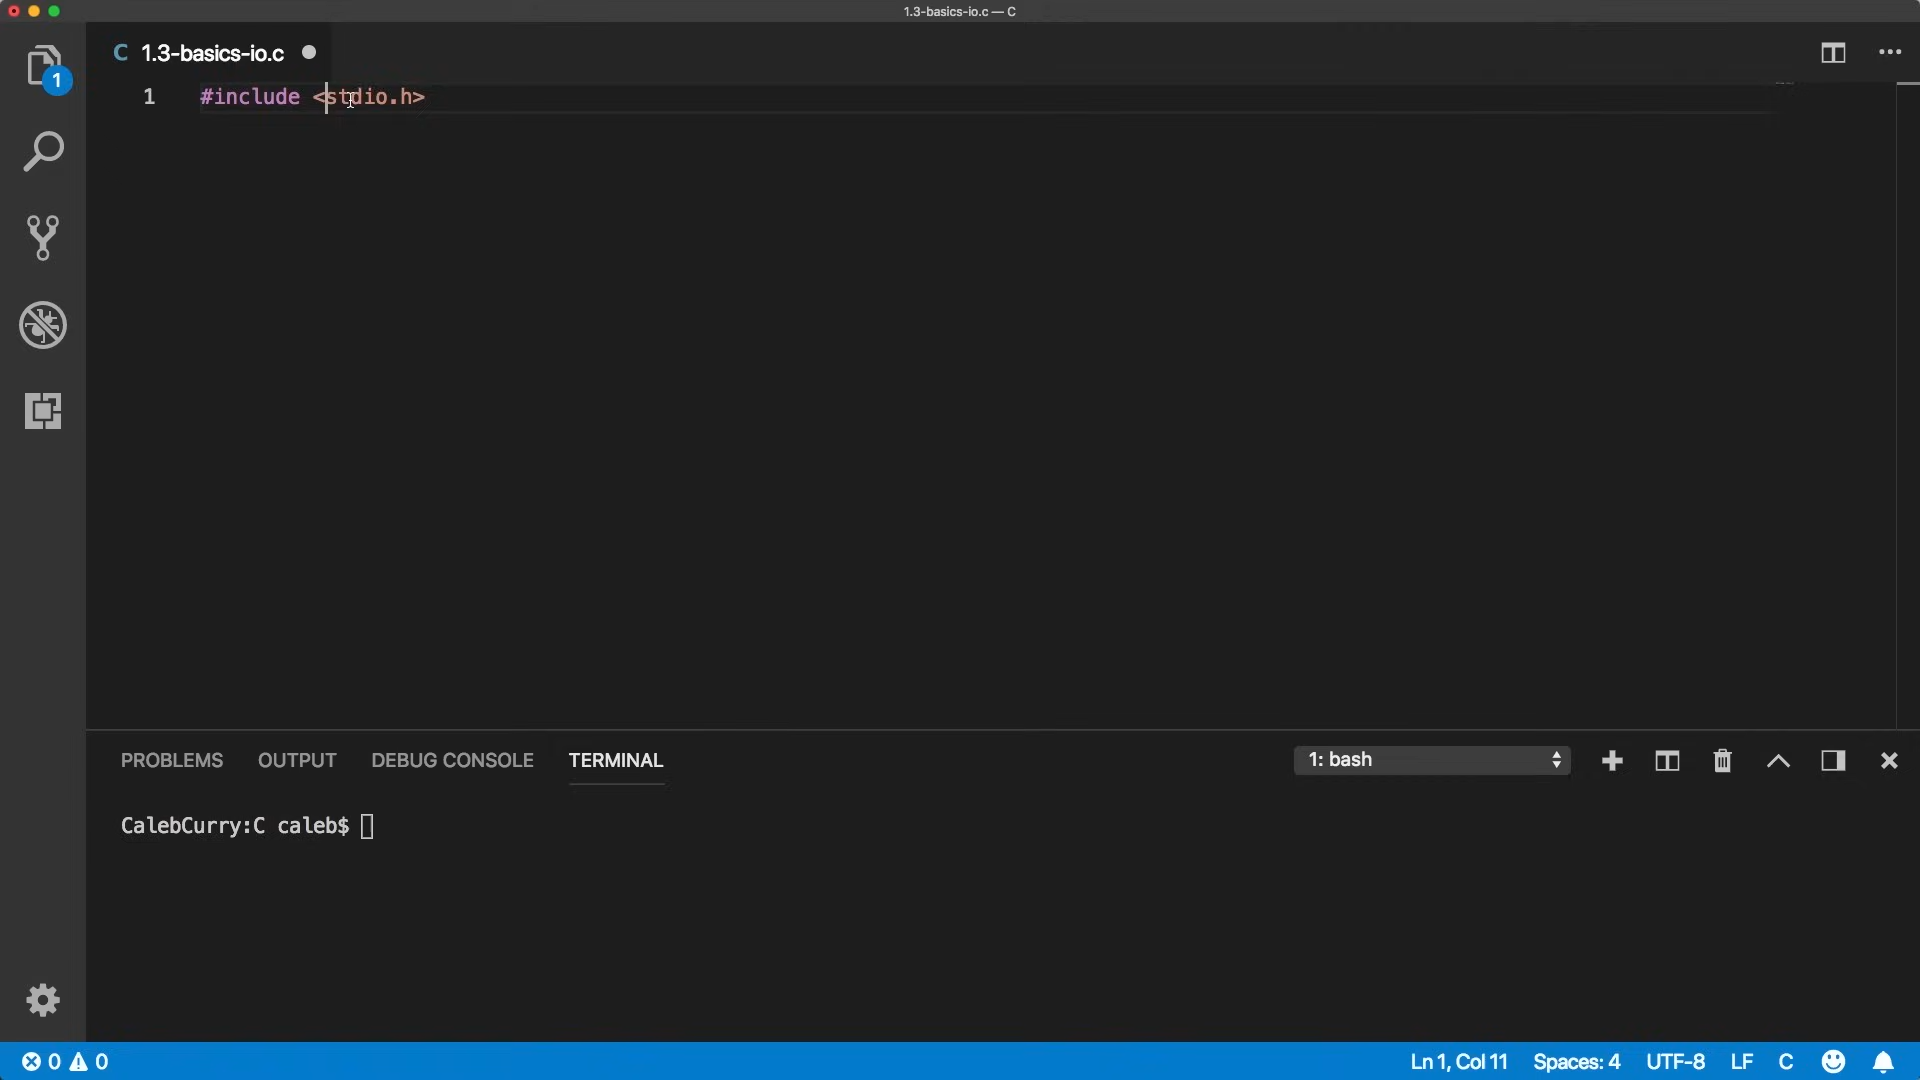 1.3-basics-io.c — C
C 1.3-basics-io.c
1
1 #include <stdio.h>
PROBLEMS OUTPUT DEBUG CONSOLE TERMINAL 1: bash
CalebCurry:C caleb$
0 0 Ln 1, Col 11 Spaces: 4 UTF-8 LF C